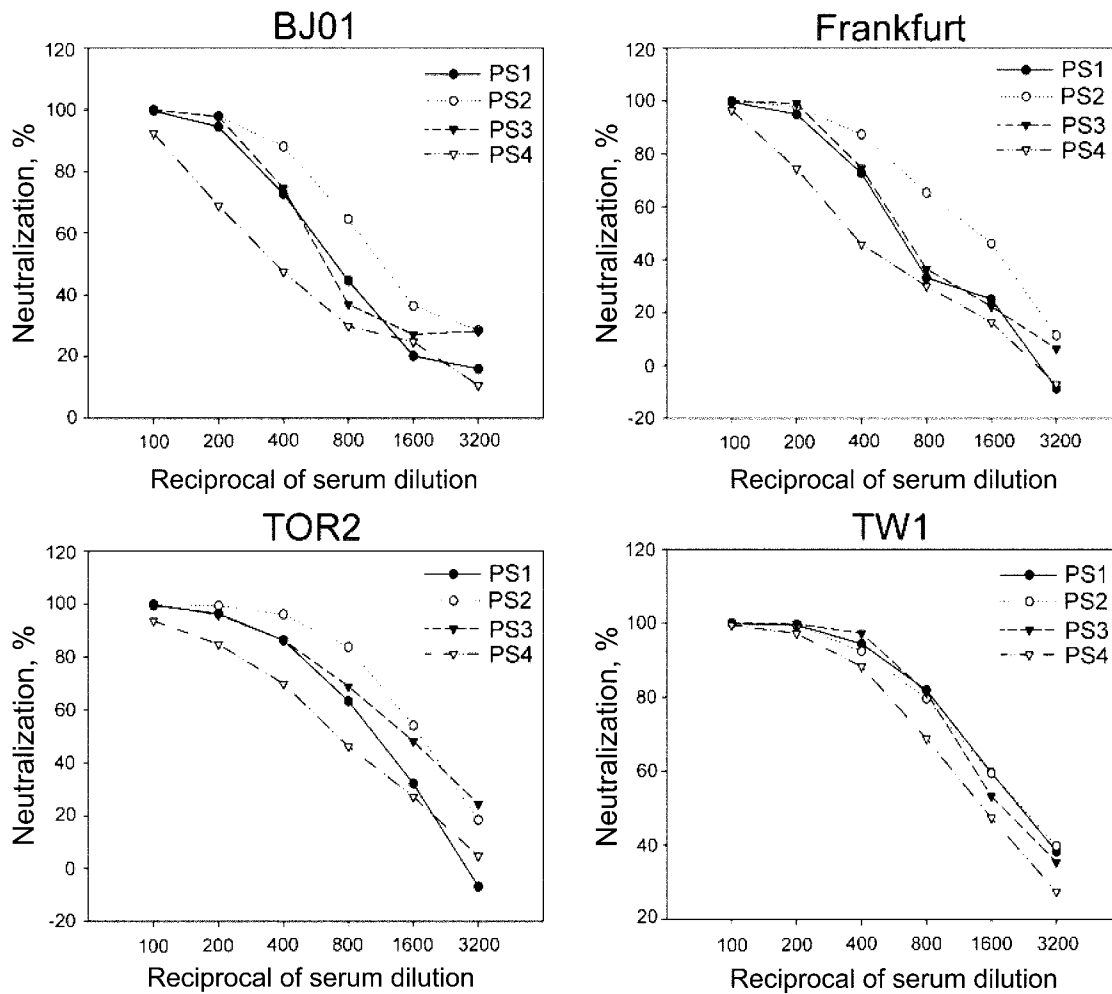 BJ01
120
100
80
60
40
20
0
Neutralization, %
PS1
PS2
PS3
PS4
100 200 400 800 1600 3200
Reciprocal of serum dilution
Frankfurt
120
100
80
60
40
20
0
-20
Neutralization, %
PS1
PS2
PS3
PS4
100 200 400 800 1600 3200
Reciprocal of serum dilution
TOR2
120
100
80
60
40
20
0
-20
Neutralization, %
PS1
PS2
PS3
PS4
100 200 400 800 1600 3200
Reciprocal of serum dilution
TW1
120
100
80
60
40
20
Neutralization, %
PS1
PS2
PS3
PS4
100 200 400 800 1600 3200
Reciprocal of serum dilution